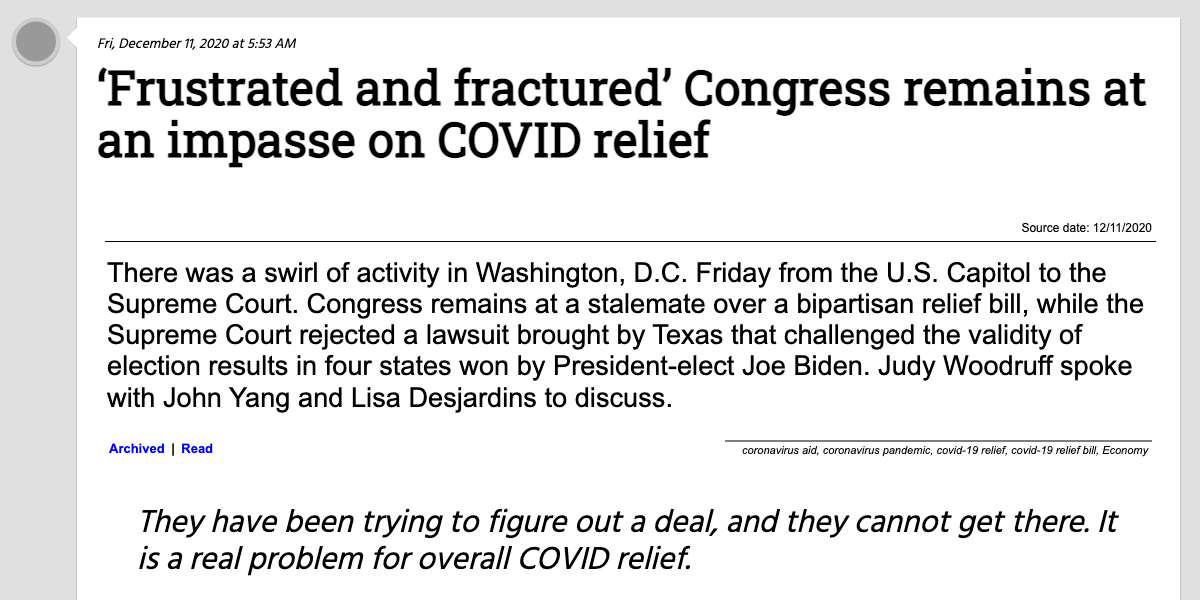 Fri, December 11, 2020 at 5:53 AM
‘Frustrated and fractured’ Congress remains at
an impasse on COVID relief
Source date: 12/11/2020
There was a swirl of activity in Washington, D.C. Friday from the U.S. Capitol to the
Supreme Court. Congress remains at a stalemate over a bipartisan relief bill, while the
Supreme Court rejected a lawsuit brought by Texas that challenged the validity of
election results in four states won by President-elect Joe Biden. Judy Woodruff spoke
with John Yang and Lisa Desjardins to discuss.
Archived | Read
coronavirus aid, coronavirus pandemic, covid-19 relief, covid-19 relief bill, Economy
They have been trying to figure out a deal, and they cannot get there. It
is a real problem for overall COVID relief.